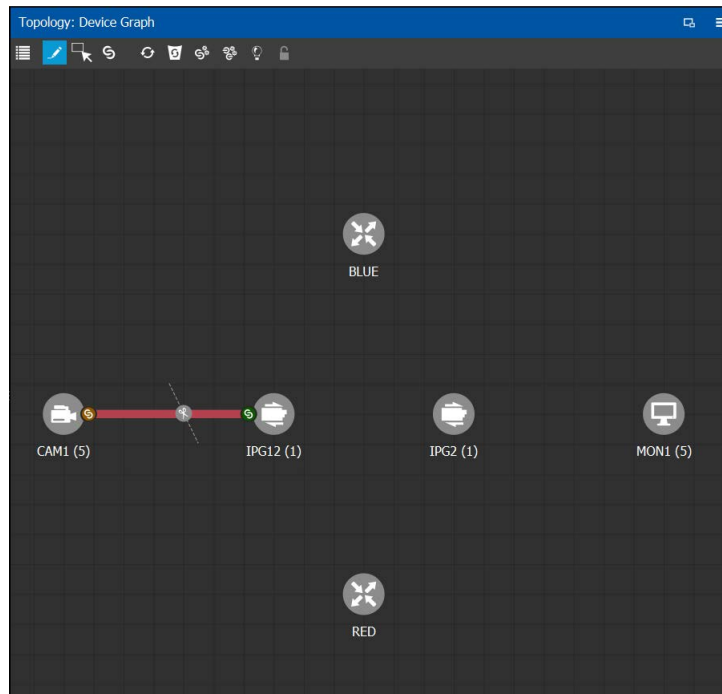 Topology: Device Graph
BLUE
CAM1 (5)
IPG12 (1)
IPG2 (1)
MON1 (5)
RED